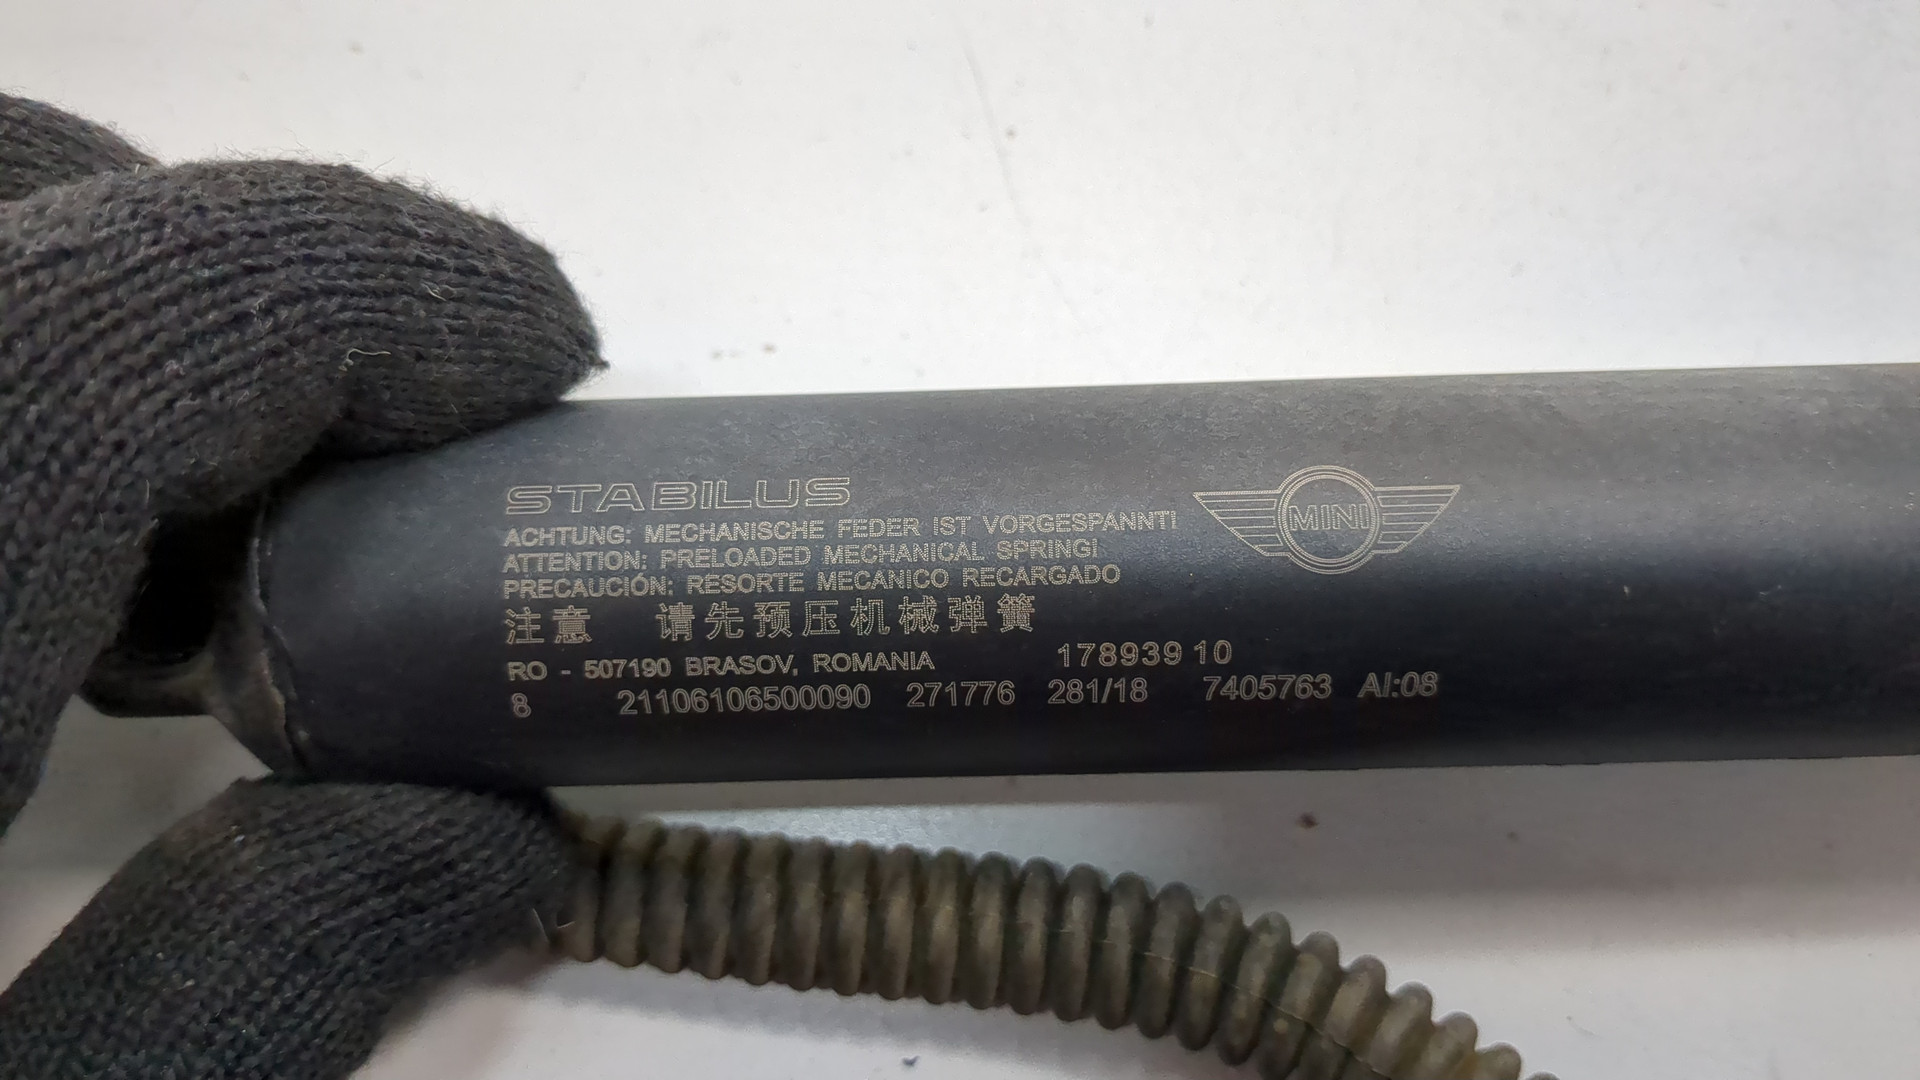 STABILUS
MINI
ACHTUNG: MECHANISCHE FEDER IST VORGESPANNT!
ATTENTION: PRELOADED MECHANICAL SPRING!
PRECAUCIÓN: RESORTE MECANICO RECARGADO
注意 请先预压机械弹簧
RO - 507190 BRASOV, ROMANIA 178939 10
8 21106106500090 271776 281/18 7405763 AI:08